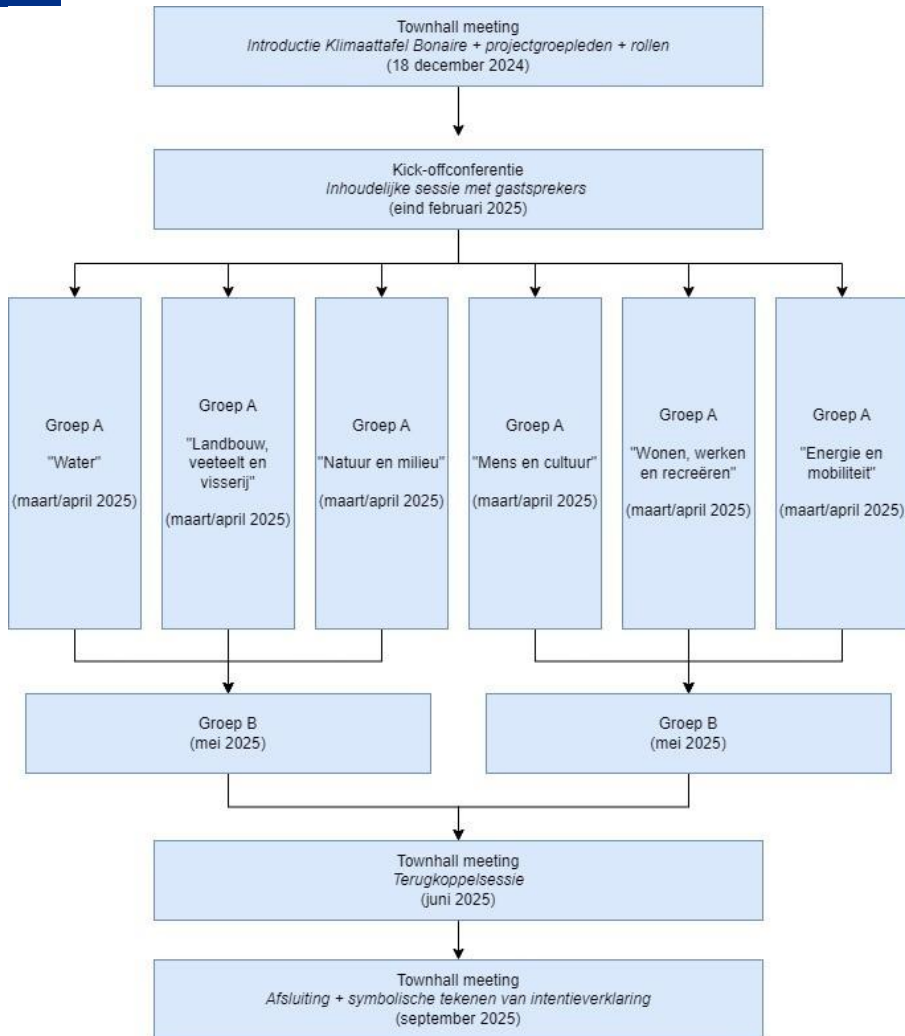 Townhall meeting
Introductie Klimaattafel Bonaire + projectgroepleden + rollen
(18 december 2024)
Kick-offconferentie
Inhoudelijke sessie met gastsprekers
(eind februari 2025)
Groep A
"Water"
(maart/april 2025)
Groep A
"Landbouw,
veeteelt en
visserij"
(maart/april 2025)
Groep A
"Natuur en milieu"
(maart/april 2025)
Groep A
"Mens en cultuur"
(maart/april 2025)
Groep A
"Wonen, werken
en recreëren"
(maart/april 2025)
Groep A
"Energie en
mobiliteit"
(maart/april 2025)
Groep B
(mei 2025)
Groep B
(mei 2025)
Townhall meeting
Terugkoppelsessie
(juni 2025)
Townhall meeting
Afsluiting + symbolische tekenen van intentieverklaring
(september 2025)